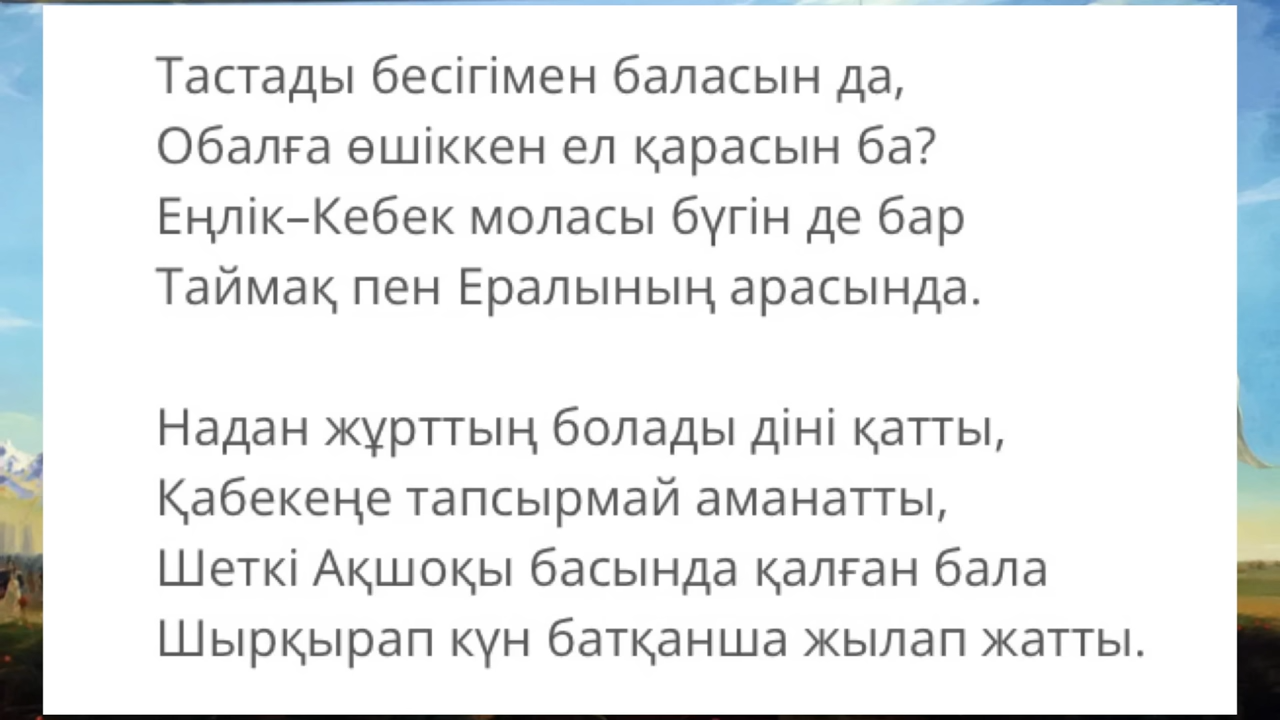 Тастады бесігімен баласын да,
Обалға өшіккен ел қарасын ба?
Еңлік–Кебек моласы бүгін де бар
Таймақ пен Ералының арасында.
Надан жұрттың болады діні қатты,
Қабекеңе тапсырмай аманатты,
Шеткі Ақшоқы басында қалған бала
Шырқырап күн батқанша жылап жатты.